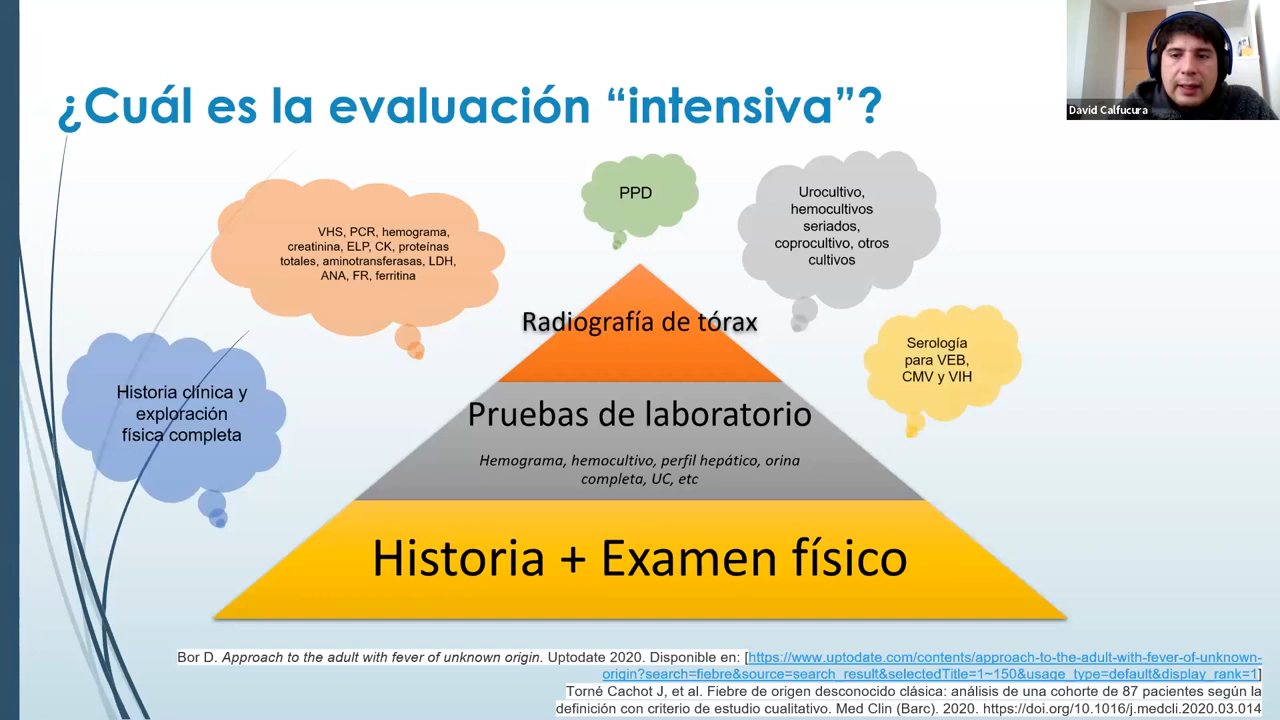 ¿Cuál es la evaluación “intensiva”?
David Calfucura
PPD
Urocultivo,
hemocultivos
seriados,
coprocultivo, otros
cultivos
VHS, PCR, hemograma,
creatinina, ELP, CK, proteínas
totales, aminotransferasas, LDH,
ANA, FR, ferritina
Radiografía de tórax
Serología
para VEB,
CMV y VIH
Historia clínica y
exploración
física completa
Pruebas de laboratorio
Hemograma, hemocultivo, perfil hepático, orina
completa, UC, etc
Historia + Examen físico
Bor D. Approach to the adult with fever of unknown origin. Uptodate 2020. Disponible en: [https://www.uptodate.com/contents/approach-to-the-adult-with-fever-of-unknown-
origin?search=fiebre&source=search_result&selectedTitle=1~150&usage_type=default&display_rank=1]
Torné Cachot J, et al. Fiebre de origen desconocido clásica: análisis de una cohorte de 87 pacientes según la
definición con criterio de estudio cualitativo. Med Clin (Barc). 2020. https://doi.org/10.1016/j.medcli.2020.03.014